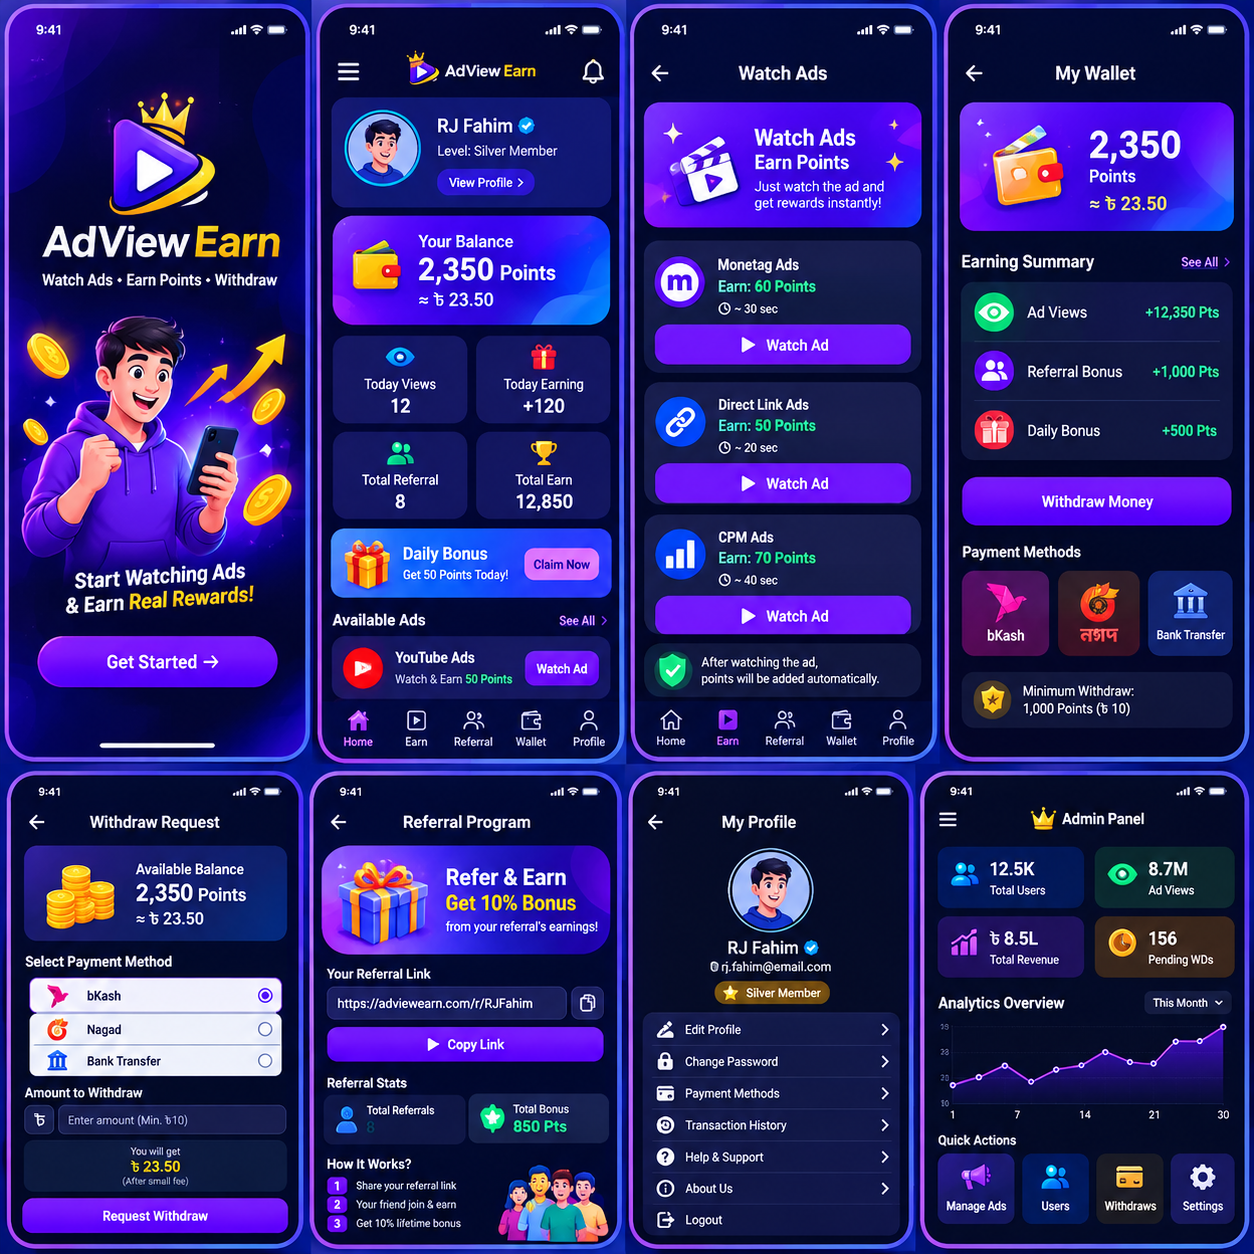 9:41
AdView Earn
Watch Ads • Earn Points • Withdraw
Start Watching Ads
& Earn Real Rewards!
Get Started →
9:41
AdView Earn
RJ Fahim
Level: Silver Member
View Profile >
Your Balance
2,350 Points
≈ ৳ 23.50
Today Views
12
Today Earning
+120
Total Referral
8
Total Earn
12,850
Daily Bonus
Get 50 Points Today!
Claim Now
Available Ads
See All >
YouTube Ads
Watch & Earn 50 Points
Watch Ad
Home
Earn
Referral
Wallet
Profile
9:41
Watch Ads
Watch Ads
Earn Points
Just watch the ad and
get rewards instantly!
m
Monetag Ads
Earn: 60 Points
~ 30 sec
Watch Ad
Direct Link Ads
Earn: 50 Points
~ 20 sec
Watch Ad
CPM Ads
Earn: 70 Points
~ 40 sec
Watch Ad
After watching the ad,
points will be added automatically.
Home
Earn
Referral
Wallet
Profile
9:41
My Wallet
2,350
Points
≈ ৳ 23.50
Earning Summary
See All >
Ad Views
+12,350 Pts
Referral Bonus
+1,000 Pts
Daily Bonus
+500 Pts
Withdraw Money
Payment Methods
bKash
নগদ
Bank Transfer
Minimum Withdraw:
1,000 Points (৳ 10)
9:41
Withdraw Request
Available Balance
2,350 Points
≈ ৳ 23.50
Select Payment Method
bKash
Nagad
Bank Transfer
Amount to Withdraw
৳
Enter amount (Min. ৳10)
You will get
৳ 23.50
(After small fee)
Request Withdraw
9:41
Referral Program
Refer & Earn
Get 10% Bonus
from your referral's earnings!
Your Referral Link
https://adviewearn.com/r/RJFahim
Copy Link
Referral Stats
Total Referrals
8
Total Bonus
850 Pts
How It Works?
1 Share your referral link
2 Your friend join & earn
3 Get 10% lifetime bonus
9:41
My Profile
RJ Fahim
rj.fahim@email.com
Silver Member
Edit Profile
Change Password
Payment Methods
Transaction History
Help & Support
About Us
Logout
9:41
Admin Panel
12.5K
Total Users
8.7M
Ad Views
৳ 8.5L
Total Revenue
156
Pending WDs
Analytics Overview
This Month
1 7 14 21 30
Quick Actions
Manage Ads
Users
Withdraws
Settings